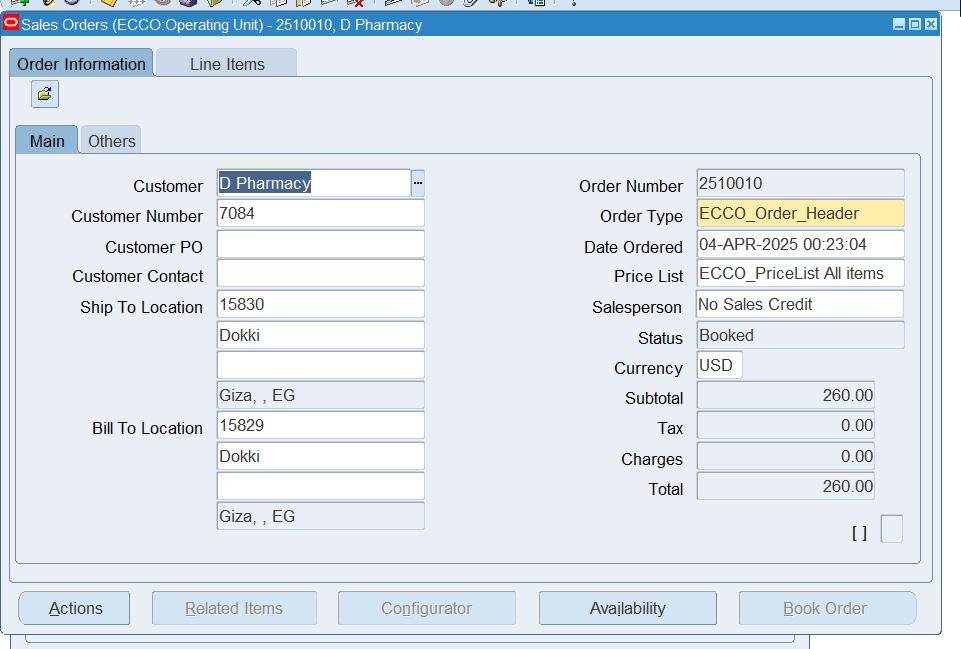 Sales Orders (ECCO:Operating Unit) - 2510010, D Pharmacy
Order Information Line Items
Main Others
Customer D Pharmacy
Customer Number 7084
Customer PO
Customer Contact
Ship To Location 15830
Dokki
Giza, , EG
Bill To Location 15829
Dokki
Giza, , EG
Order Number 2510010
Order Type ECCO_Order_Header
Date Ordered 04-APR-2025 00:23:04
Price List ECCO_PriceList All items
Salesperson No Sales Credit
Status Booked
Currency USD
Subtotal 260.00
Tax 0.00
Charges 0.00
Total 260.00
[ ]
Actions Related Items Configurator Availability Book Order